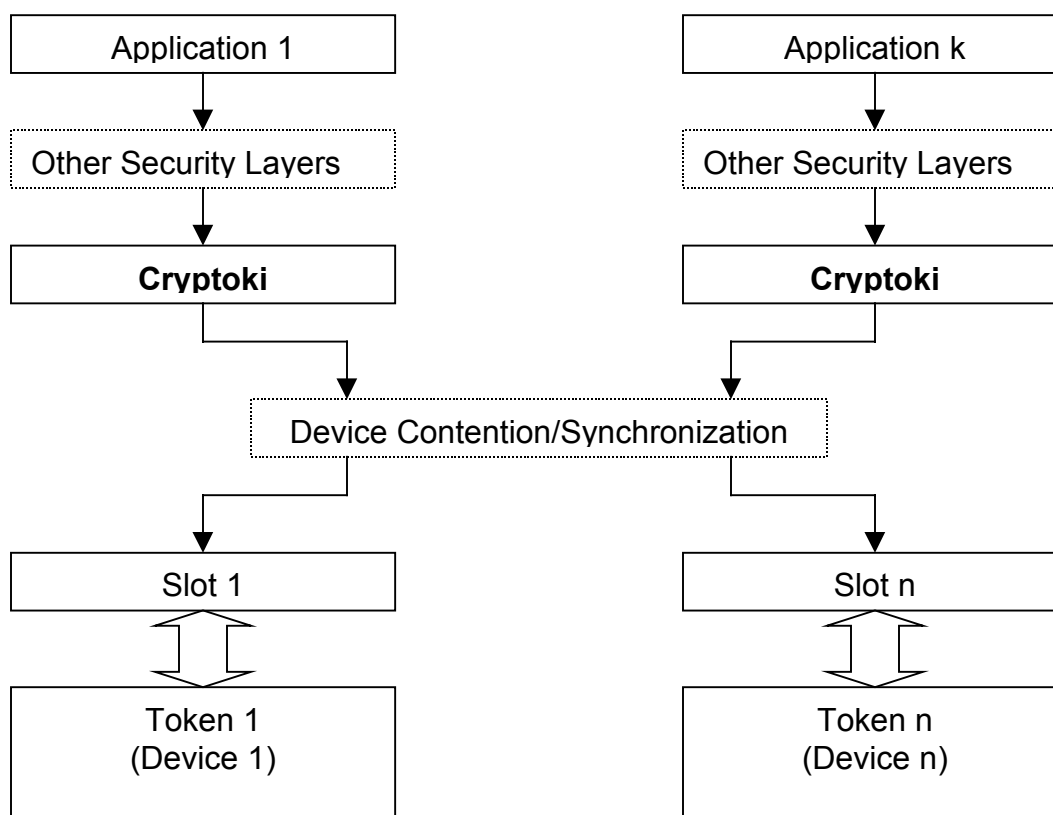 Application 1
Application k
Other Security Layers
Other Security Layers
Cryptoki
Cryptoki
Device Contention/Synchronization
Slot 1
Slot n
Token 1
(Device 1)
Token n
(Device n)